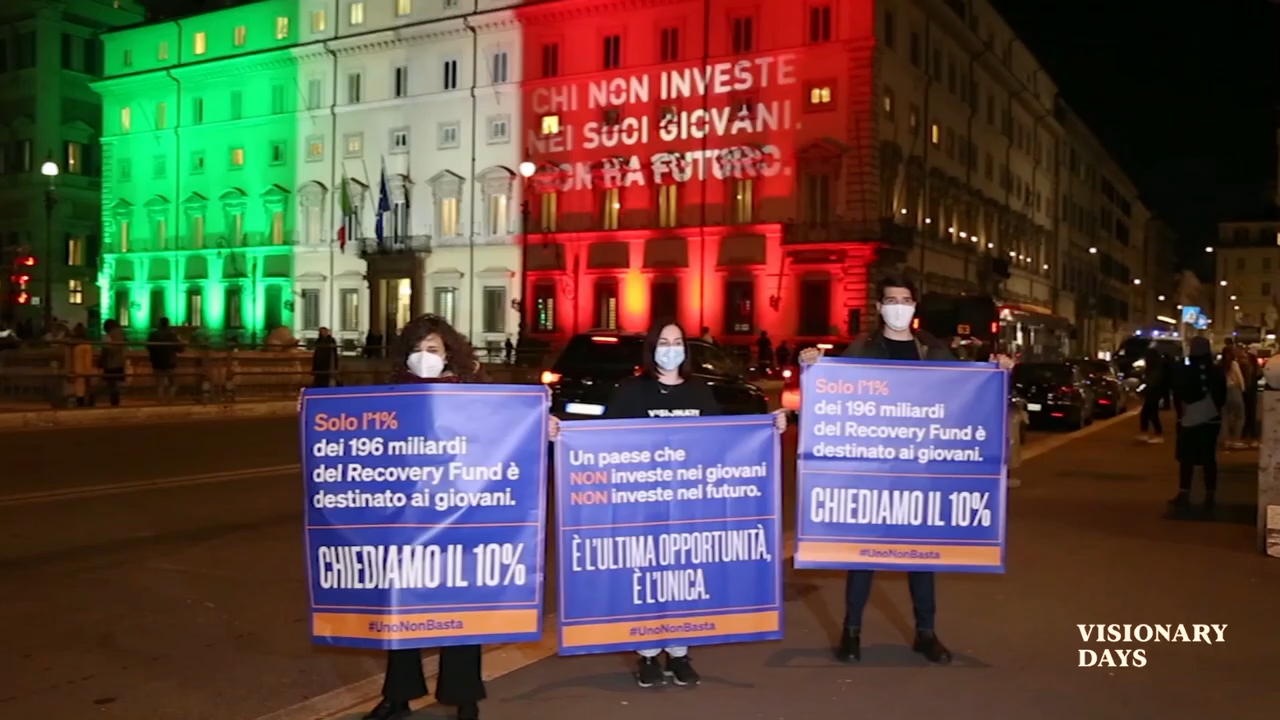 CHI NON INVESTE
NEI SUOI GIOVANI.
NON HA FUTURO.
Solo l'1%
dei 196 miliardi
del Recovery Fund è
destinato ai giovani.
CHIEDIAMO IL 10%
#UnoNonBasta
VISIONARY
Un paese che
NON investe nei giovani
NON investe nel futuro.
È L'ULTIMA OPPORTUNITÀ,
È L'UNICA.
#UnoNonBasta
Solo l'1%
dei 196 miliardi
del Recovery Fund è
destinato ai giovani.
CHIEDIAMO IL 10%
#UnoNonBasta
63
VISIONARY
DAYS